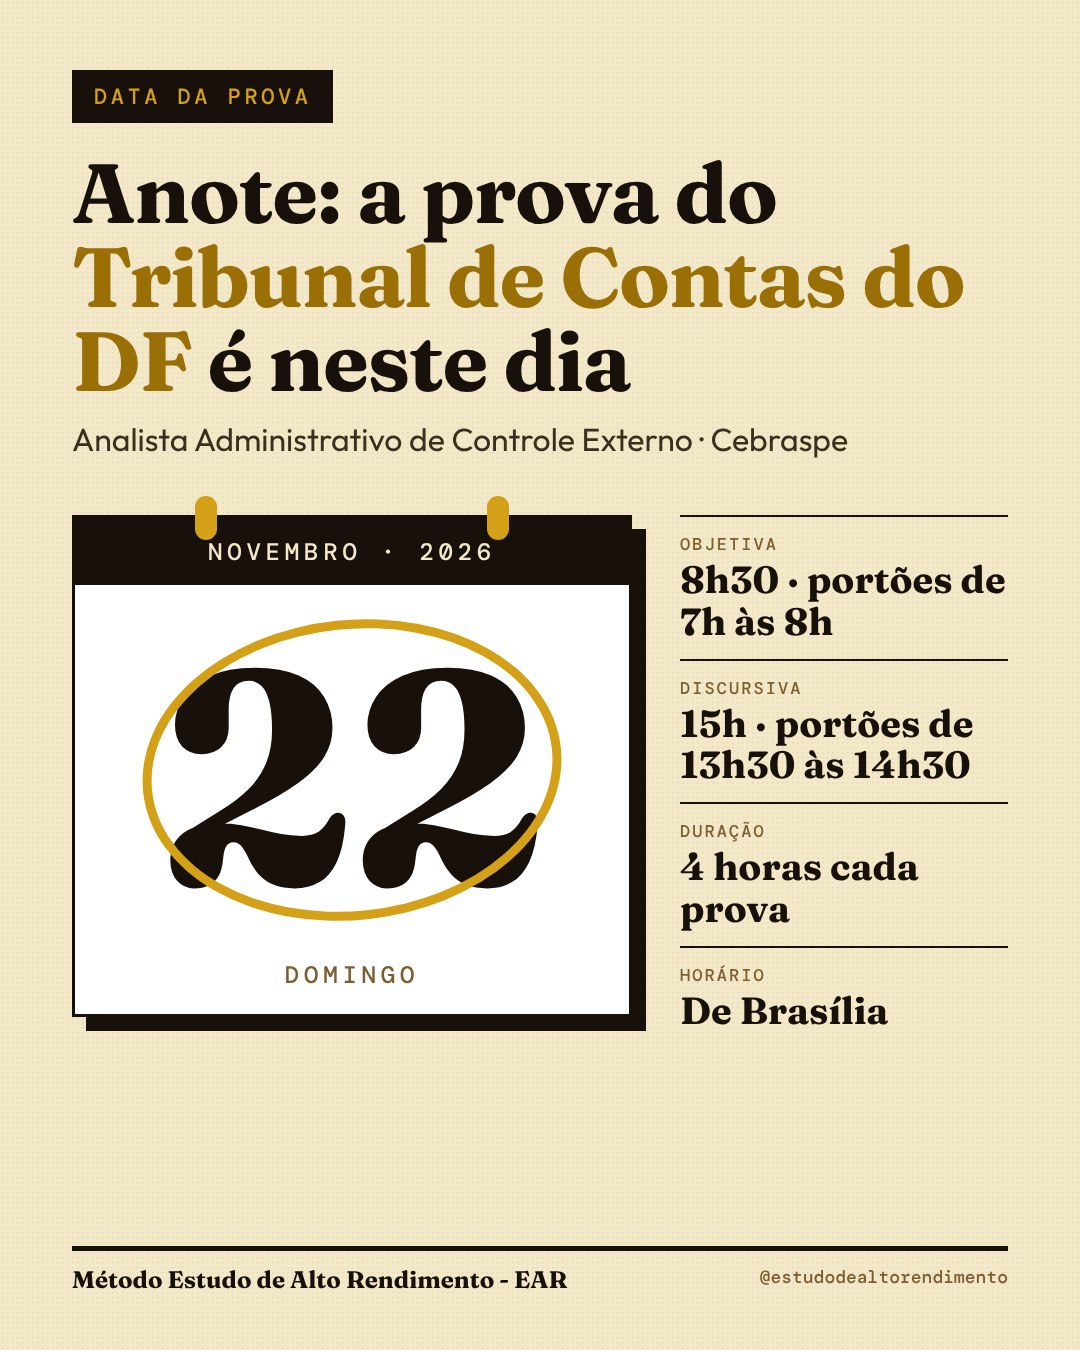 DATA DA PROVA
Anote: a prova do
Tribunal de Contas do
DF é neste dia
Analista Administrativo de Controle Externo · Cebraspe
NOVEMBRO · 2026
22
DOMINGO
OBJETIVA
8h30 · portões de
7h às 8h
DISCURSIVA
15h · portões de
13h30 às 14h30
DURAÇÃO
4 horas cada
prova
HORÁRIO
De Brasília
Método Estudo de Alto Rendimento - EAR
@estudodealtorendimento